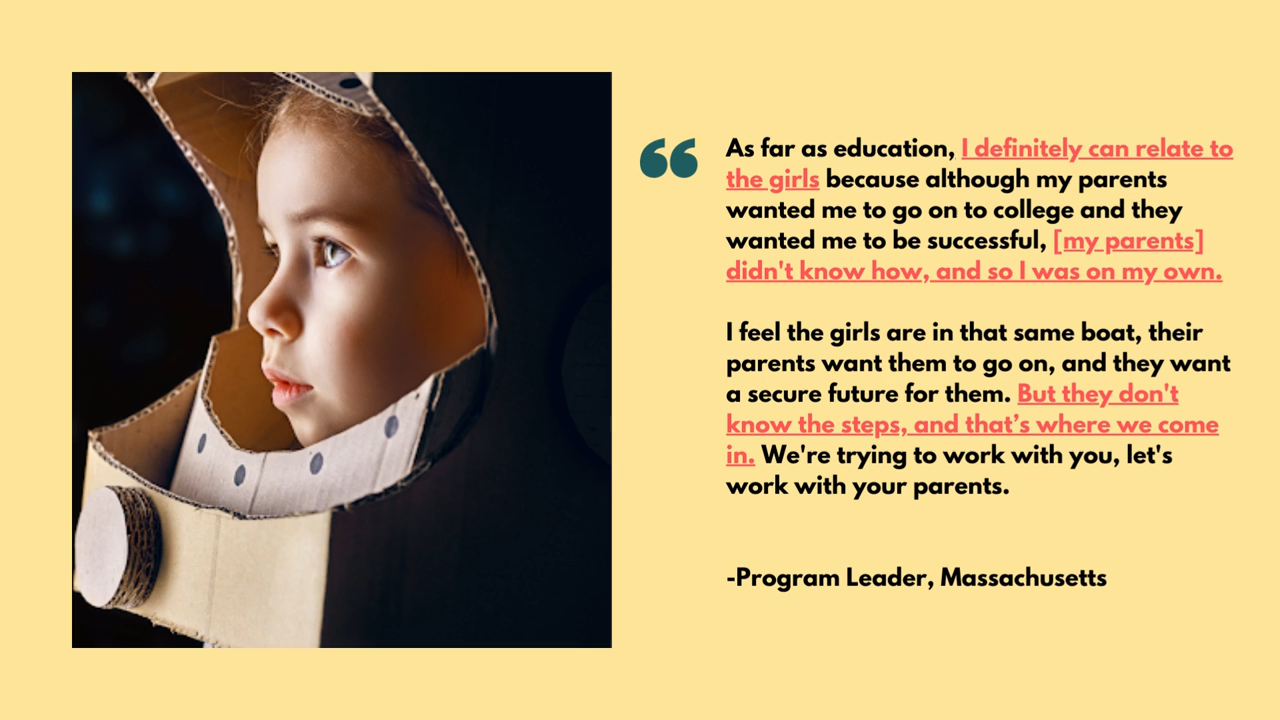 “
As far as education, I definitely can relate to
the girls because although my parents
wanted me to go on to college and they
wanted me to be successful, [my parents]
didn't know how, and so I was on my own.
I feel the girls are in that same boat, their
parents want them to go on, and they want
a secure future for them. But they don't
know the steps, and that’s where we come
in. We're trying to work with you, let's
work with your parents.
-Program Leader, Massachusetts